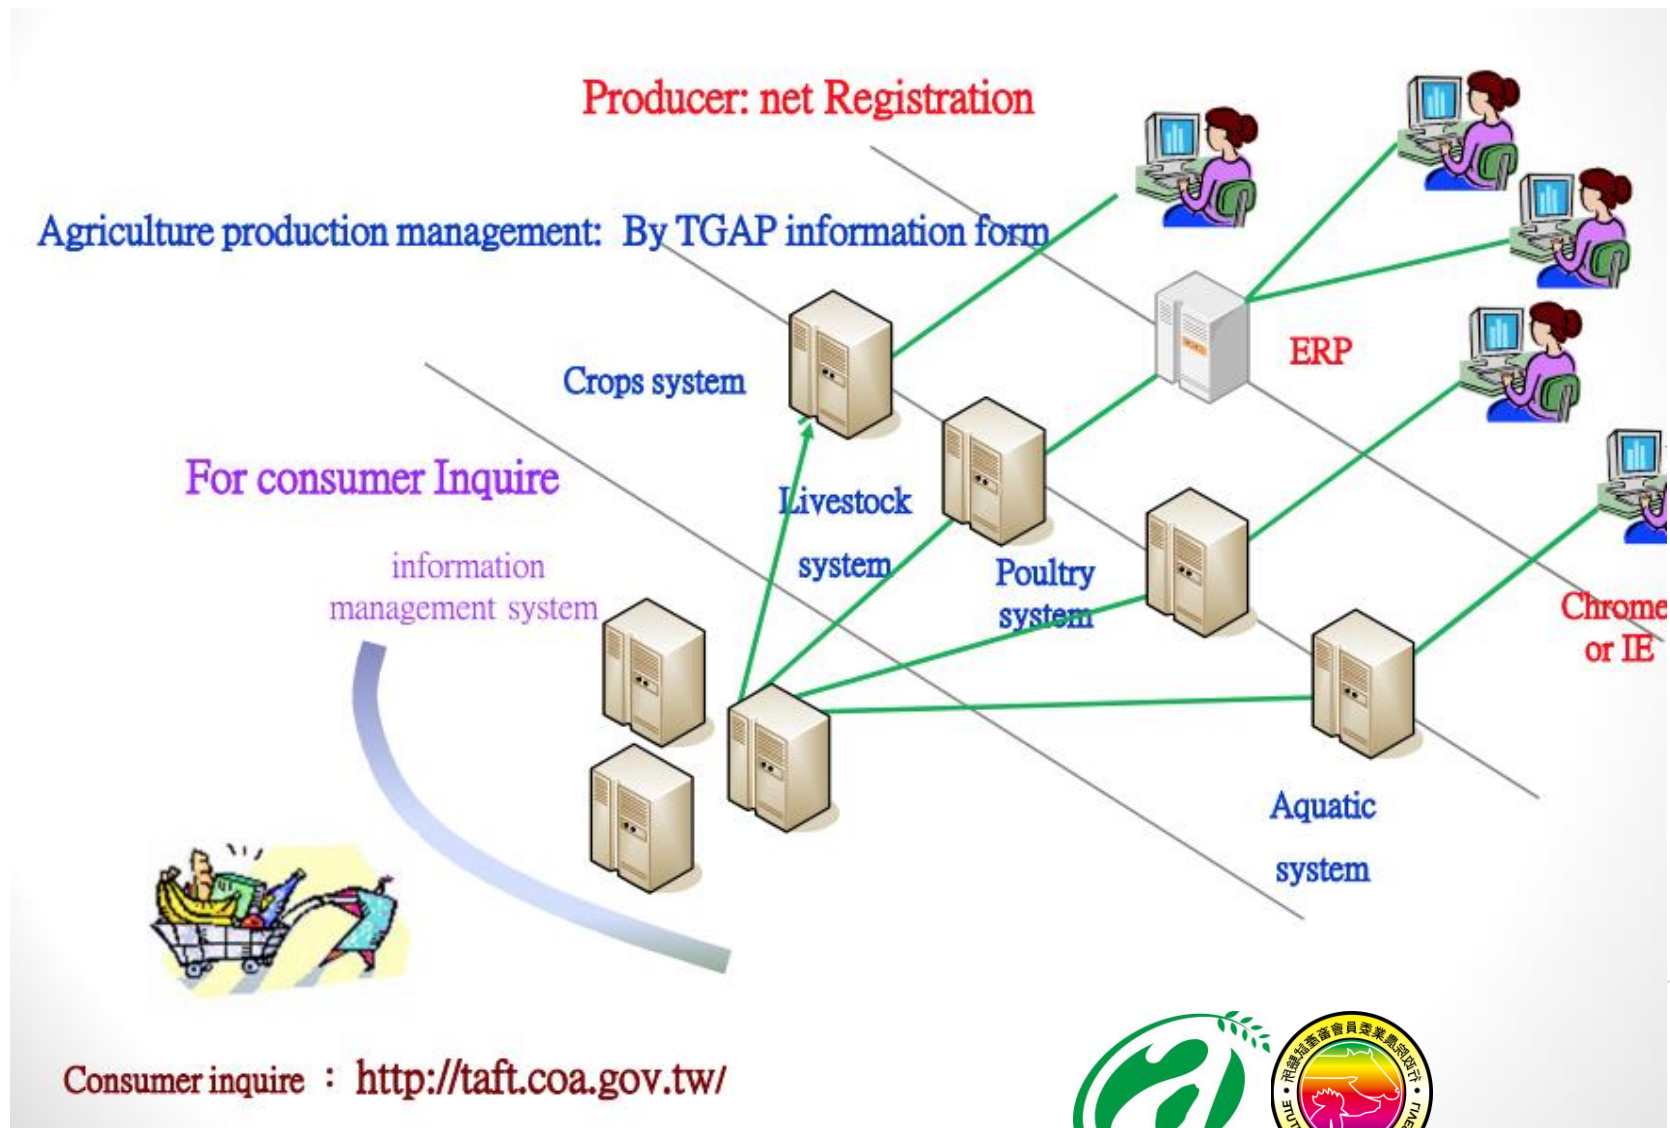 Producer: net Registration
Agriculture production management: By TGAP information form
ERP
Crops system
For consumer Inquire
Livestock
system
information
management system
Poultry
system
Chrome
or IE
Aquatic
system
Consumer inquire : http://taft.coa.gov.tw/